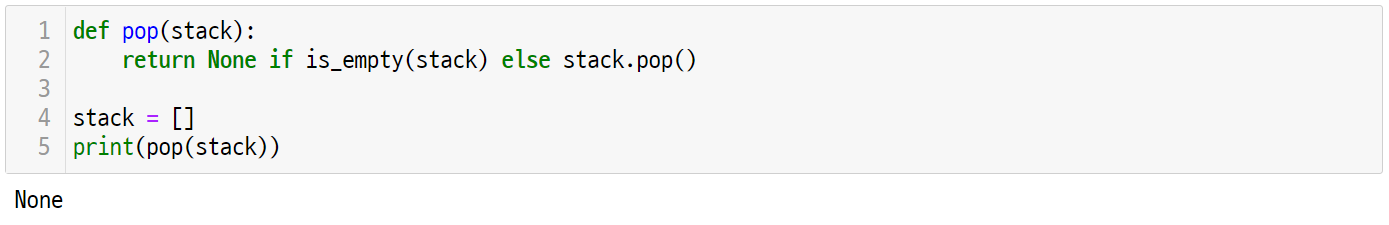 1 def pop(stack):
2 return None if is_empty(stack) else stack.pop()
3
4 stack = []
5 print(pop(stack))
None